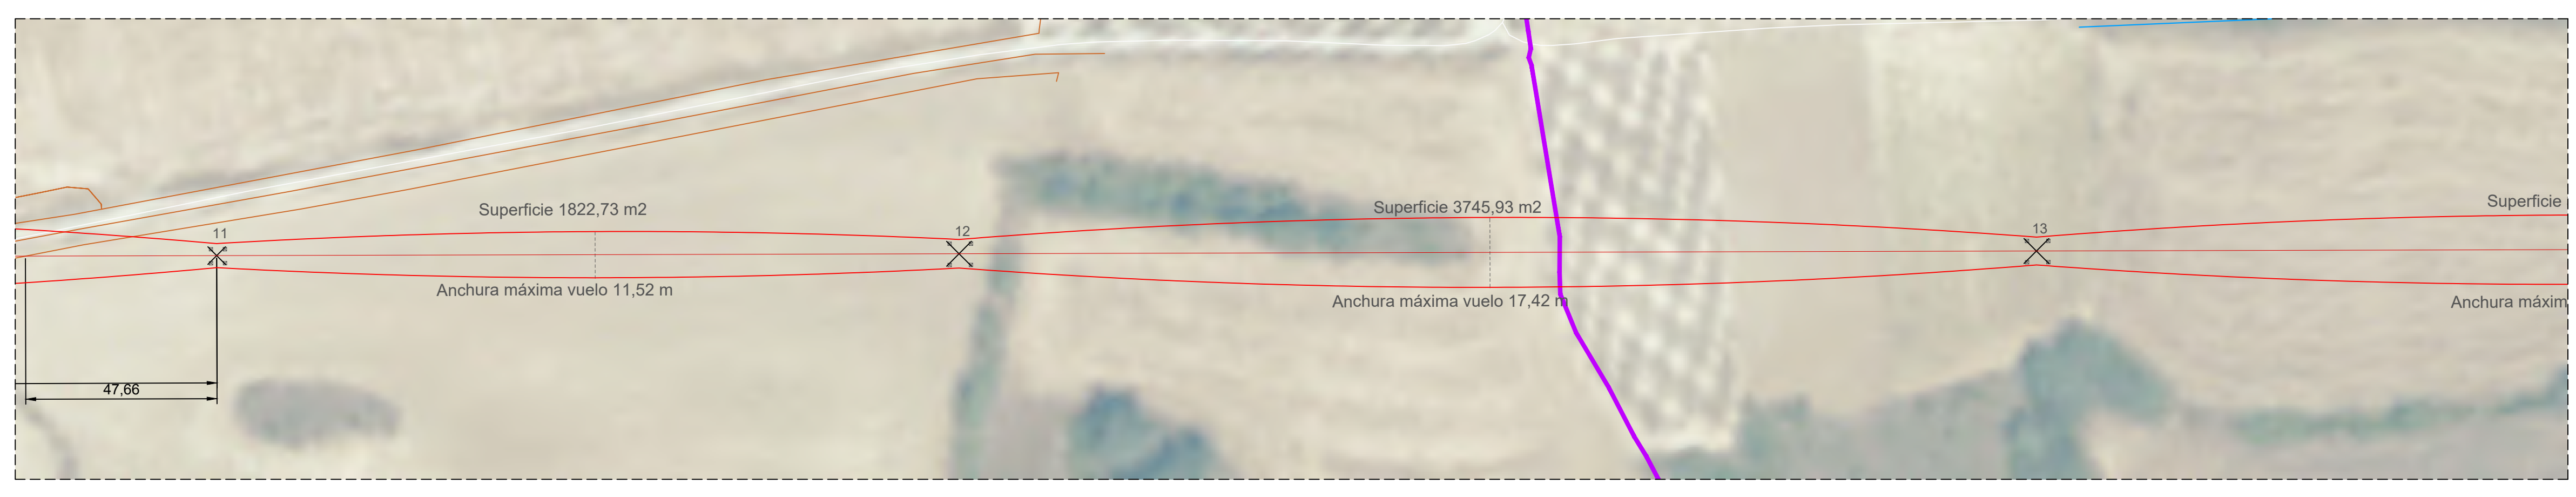 Superficie
Superficie 3745,93 m2
Superficie 1822,73 m2
11
12
13
Anchura máxima vuelo 11,52 m
Anchura máxima vuelo 17,42 m
Anchura máxim
47,66